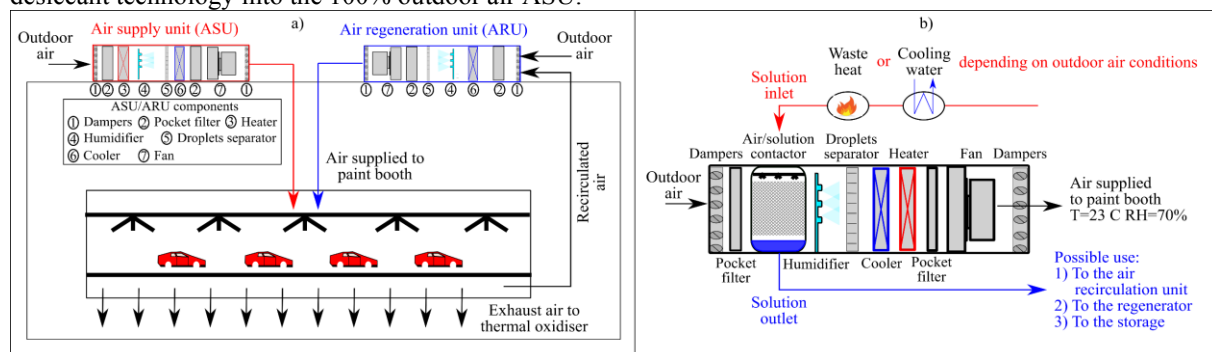 desiccant technology into the 100% outdoor air ASU.
a)
Air supply unit (ASU)
Air regeneration unit (ARU)
Outdoor
air
Outdoor
air
① ② ③ ④ ⑤ ⑥ ② ⑦ ①
① ⑦ ② ② ⑤ ④ ⑥ ② ①
ASU/ARU components
① Dampers ② Pocket filter ③ Heater
④ Humidifier ⑤ Droplets separator
⑥ Cooler ⑦ Fan
Air supplied to
paint booth
Recirculated
air
Exhaust air to
thermal oxidiser
b)
Waste
heat
or
Cooling
water
depending on outdoor air conditions
Solution
inlet
Air/solution
contactor
Droplets
separator
Heater
Fan
Dampers
Dampers
Outdoor
air
Air supplied
to paint booth
T=23 C RH=70%
Pocket
filter
Humidifier
Cooler
Pocket
filter
Solution
outlet
Possible use:
1) To the air
recirculation unit
2) To the regenerator
3) To the storage